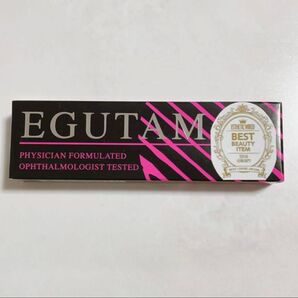 EGUTAM
PHYSICIAN FORMULATED
OPHTHALMOLOGIST TESTED
BEST
BEAUTY
ITEM